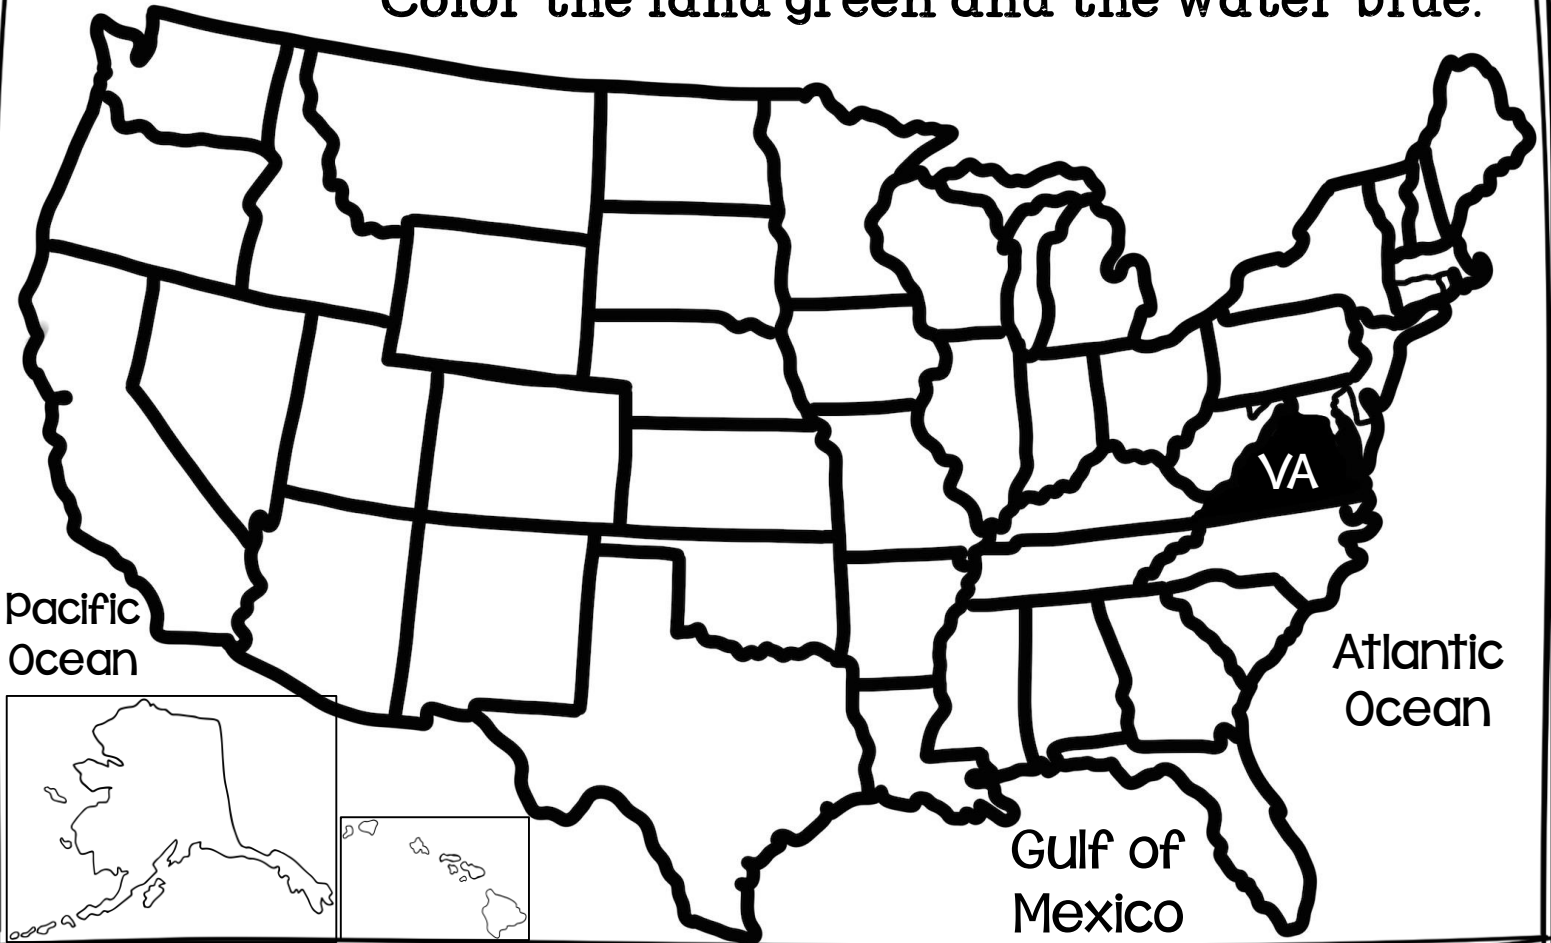 Color the land green and the water blue.
VA
Pacific
Ocean
Atlantic
Ocean
Gulf of
Mexico